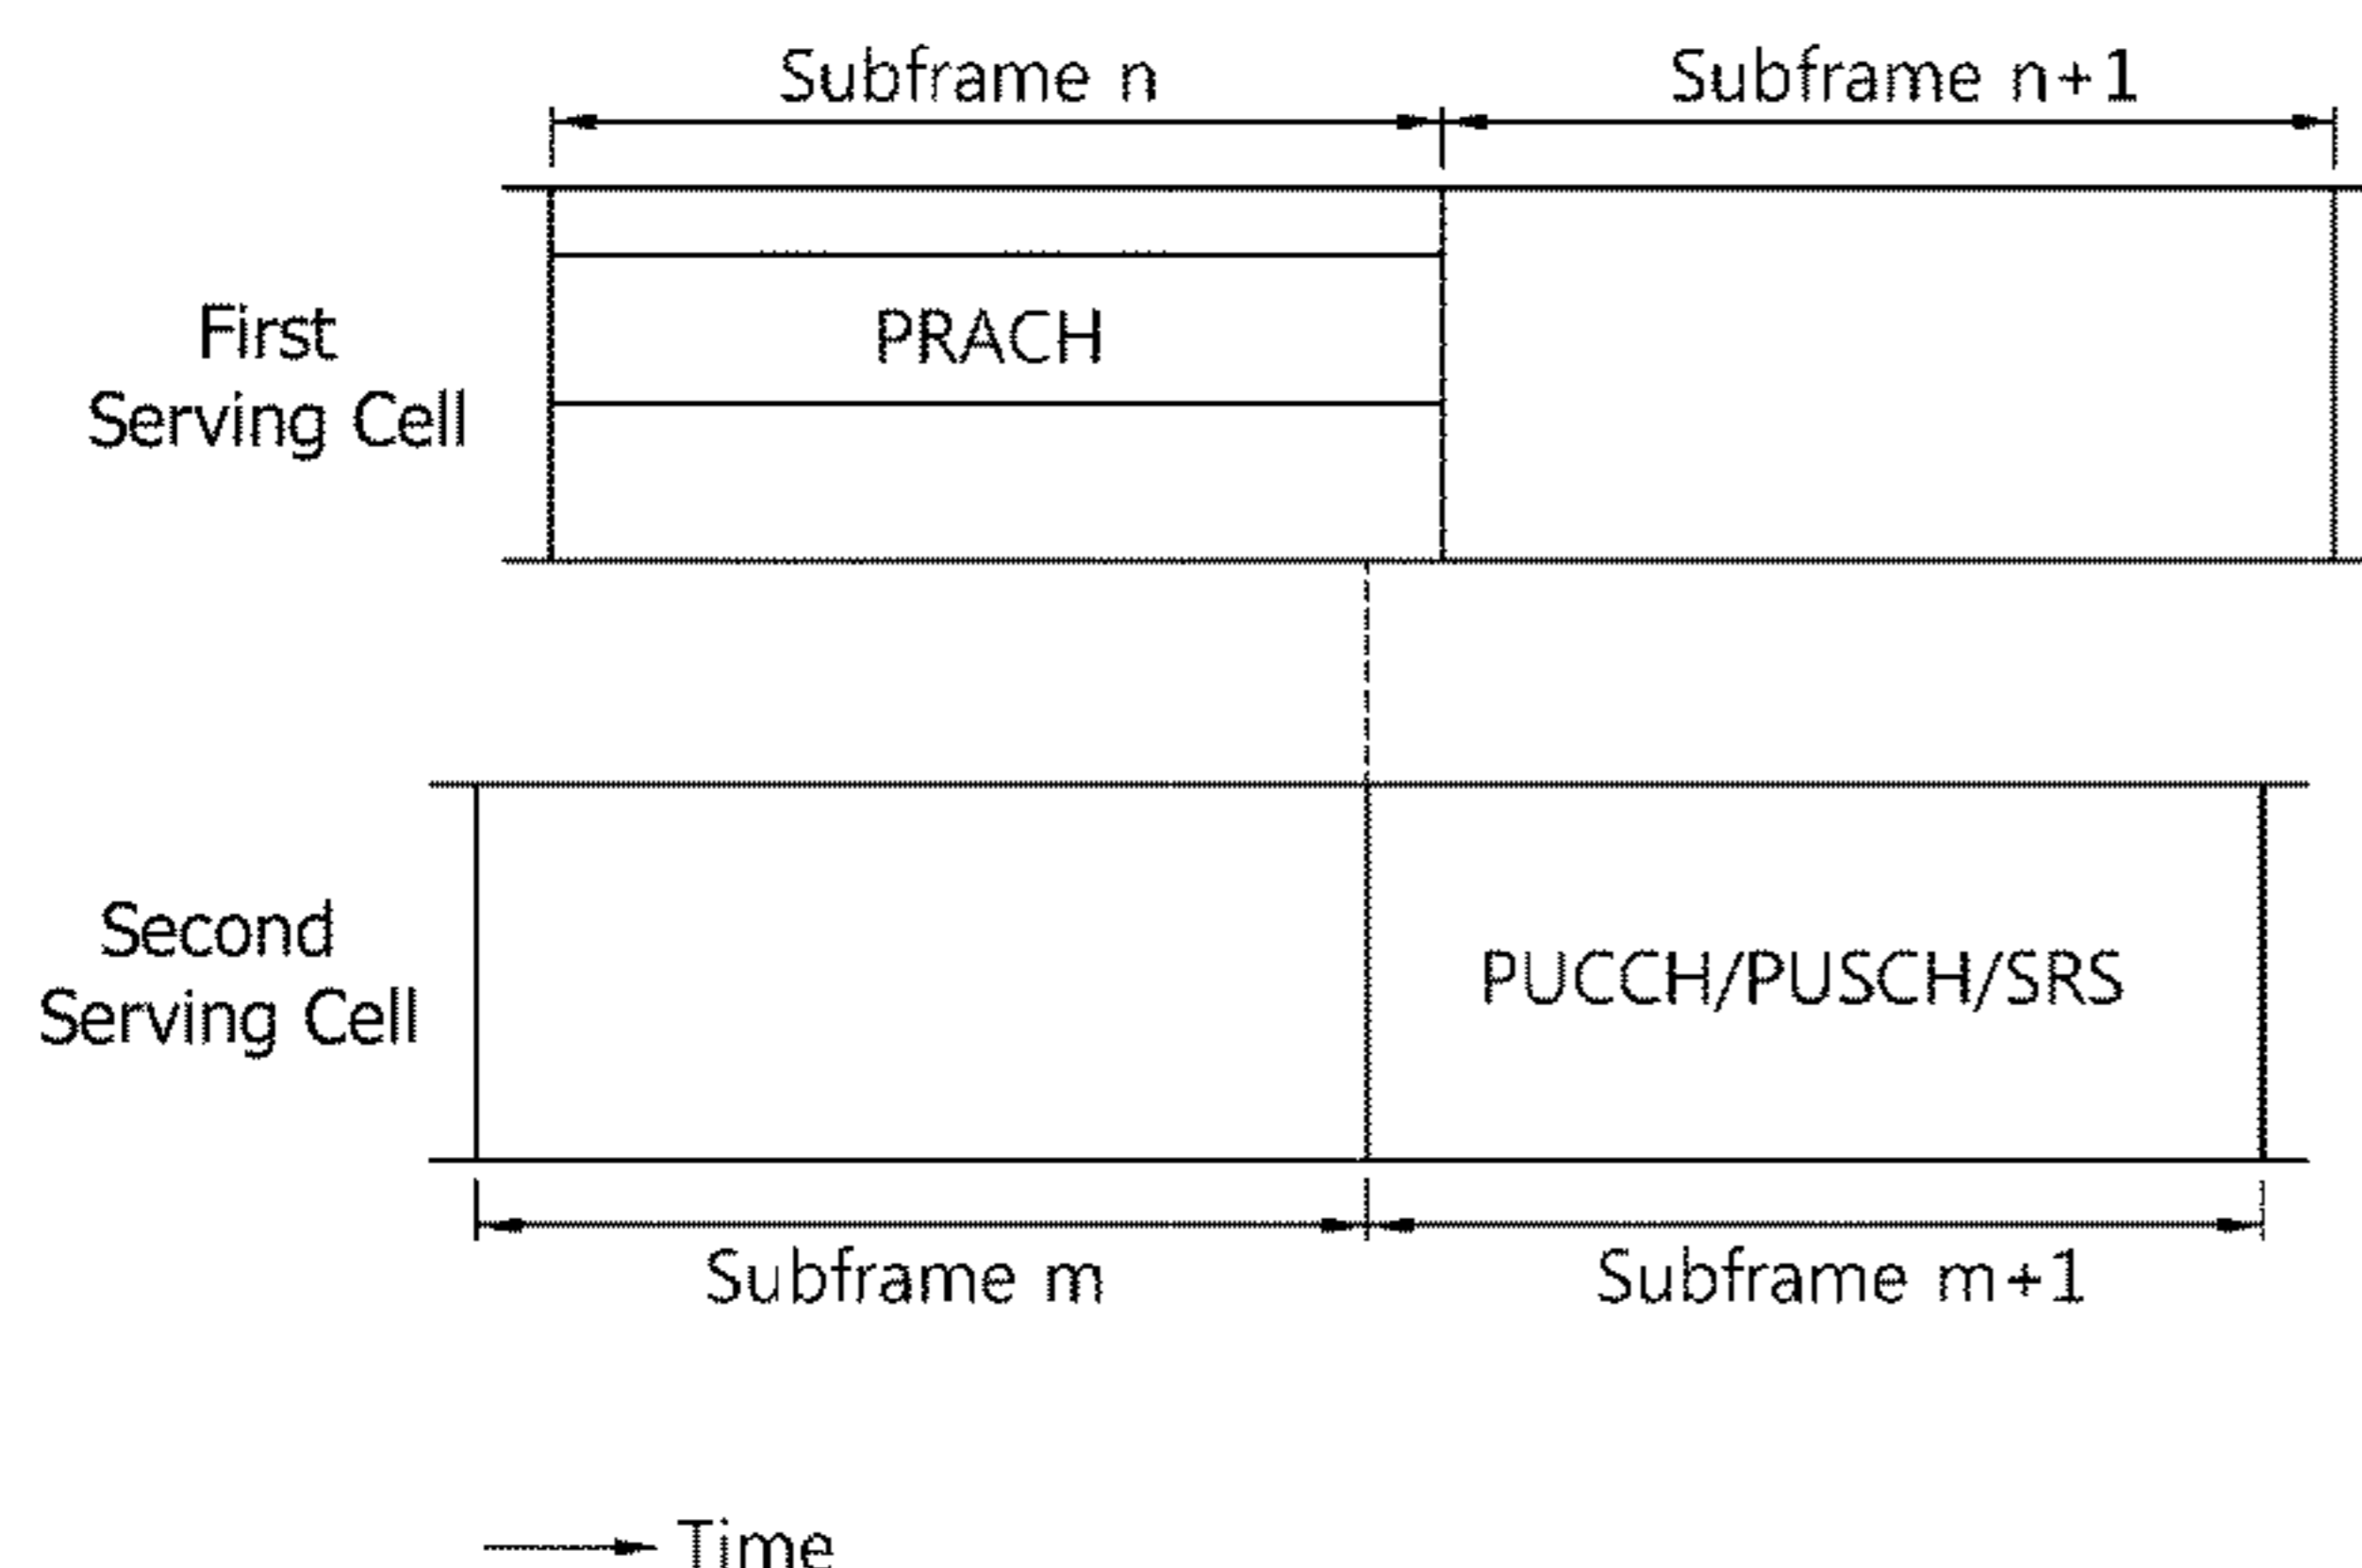 Subframe n
Subframe n+1
First
Serving Cell
PRACH
Second
Serving Cell
PUCCH/PUSCH/SRS
Subframe m
Subframe m+1
Time